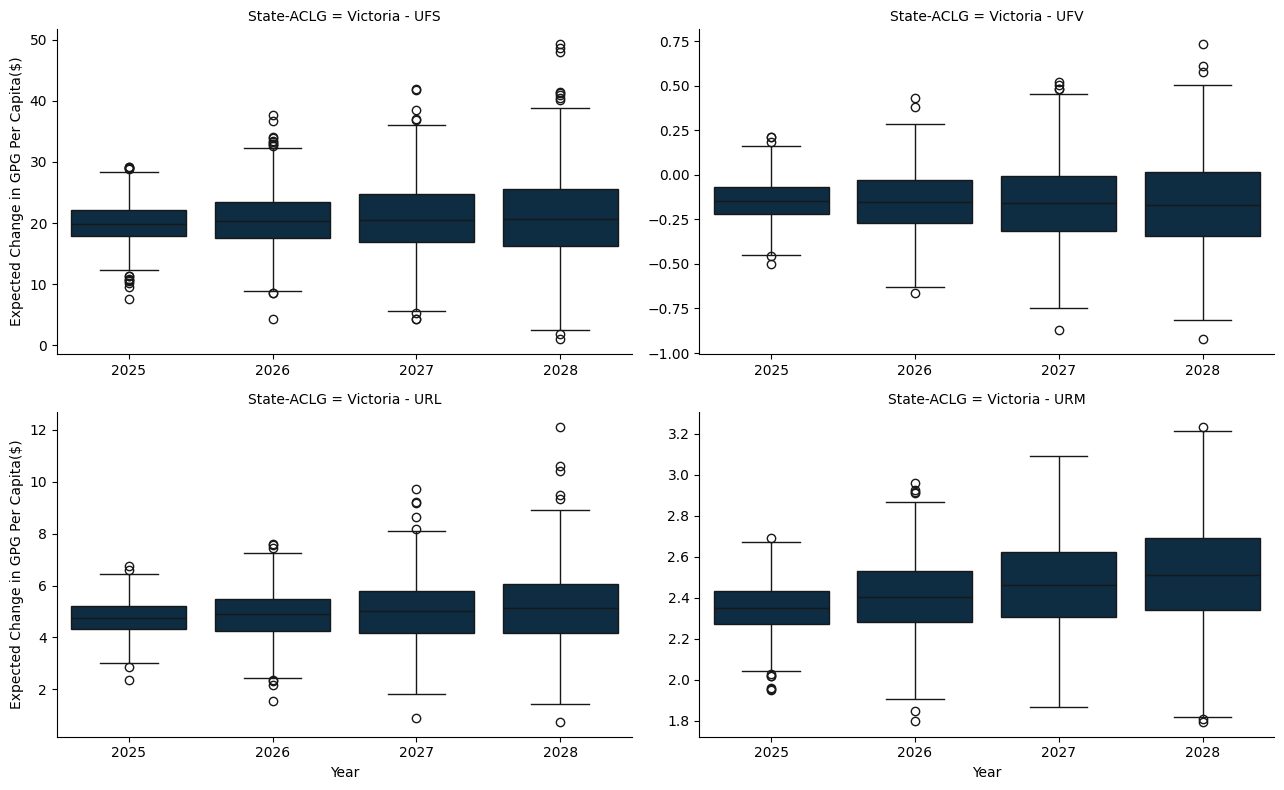 State-ACLG = Victoria - UFS
Expected Change in GPG Per Capita($)
50
40
30
20
10
0
2025 2026 2027 2028
State-ACLG = Victoria - UFV
0.75
0.50
0.25
0.00
−0.25
−0.50
−0.75
−1.00
2025 2026 2027 2028
State-ACLG = Victoria - URL
Expected Change in GPG Per Capita($)
12
10
8
6
4
2
2025 2026 2027 2028
Year
State-ACLG = Victoria - URM
3.2
3.0
2.8
2.6
2.4
2.2
2.0
1.8
2025 2026 2027 2028
Year